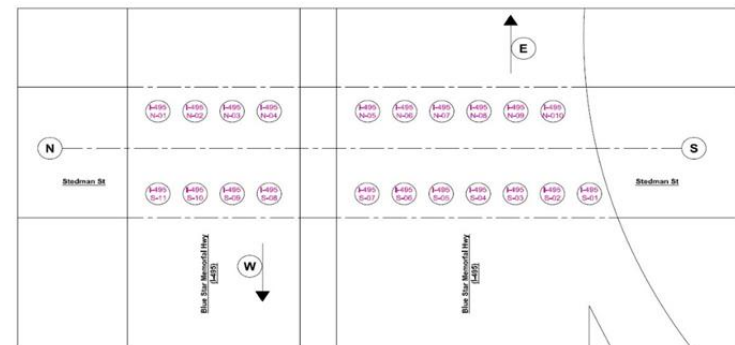 E
I-495 I-495 I-495 I-495 I-495 I-495 I-495 I-495 I-495 I-495
N-01 N-02 N-03 N-04 N-05 N-06 N-07 N-08 N-09 N-010
N
S
Stedman St
Stedman St
I-495 I-495 I-495 I-495 I-495 I-495 I-495 I-495 I-495 I-495 I-495
S-11 S-10 S-09 S-08 S-07 S-06 S-05 S-04 S-03 S-02 S-01
Blue Star Memorial Hwy
(I-495)
W
Blue Star Memorial Hwy
(I-495)